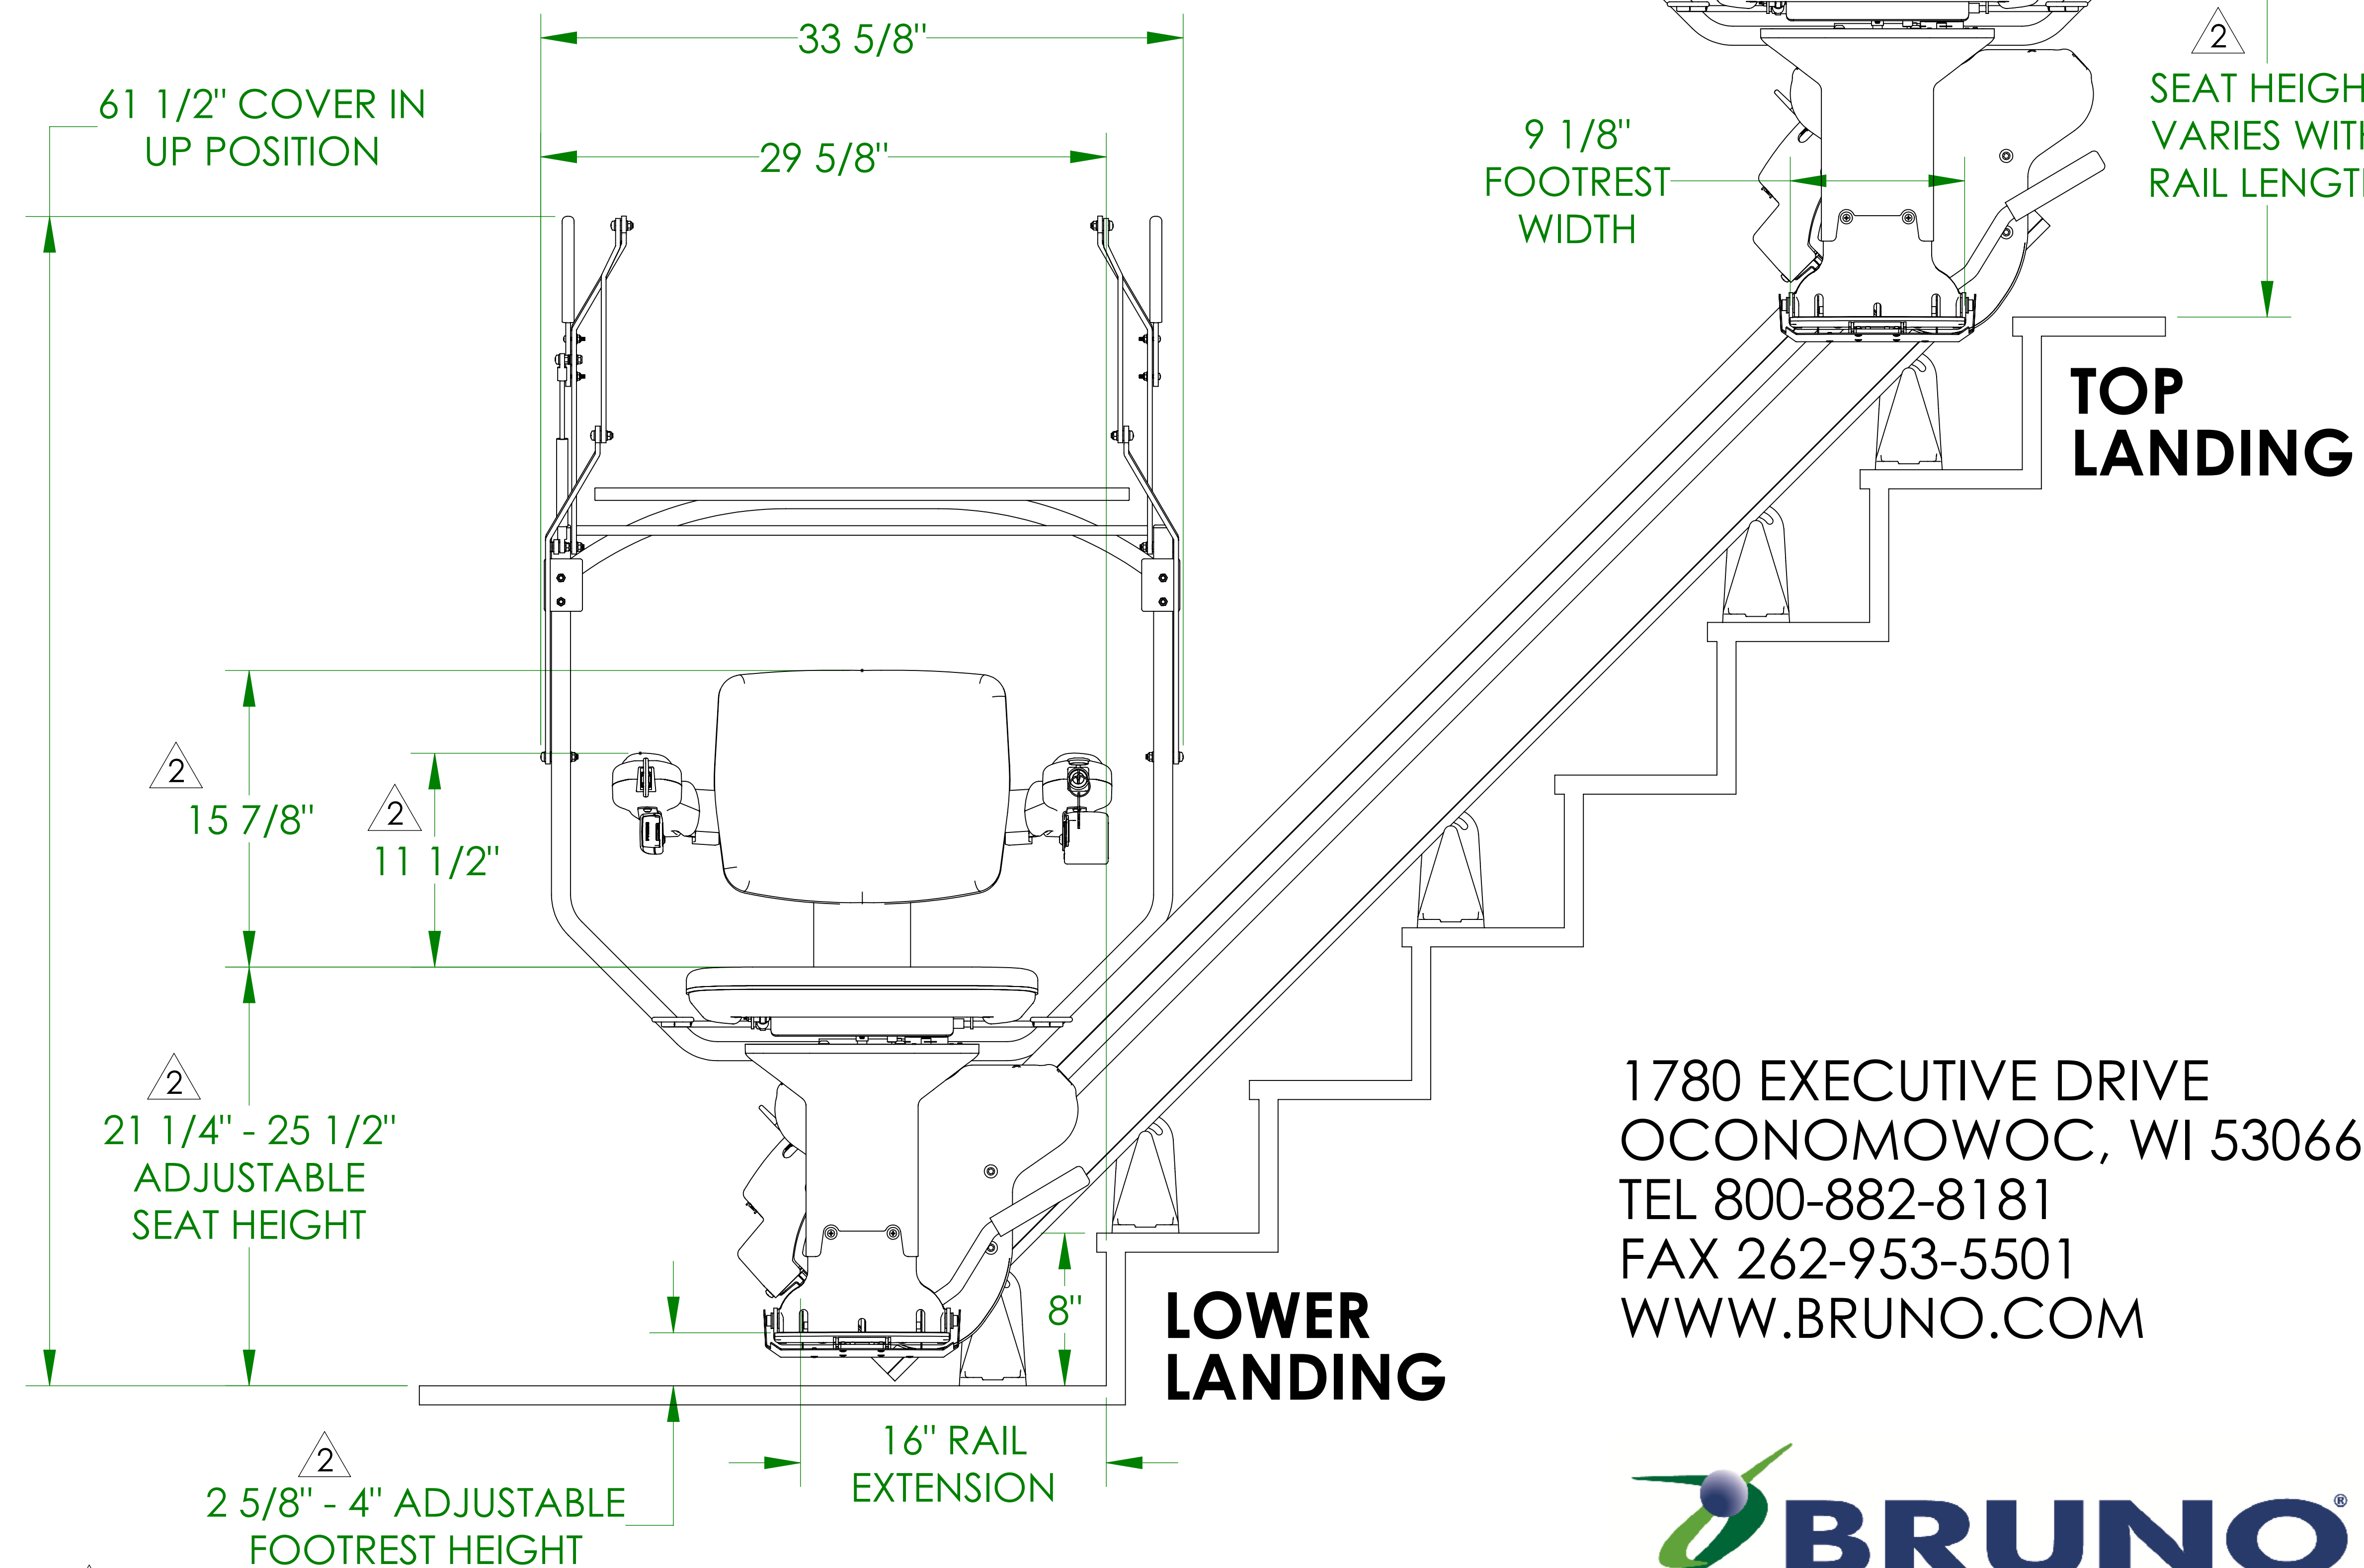 33 5/8"
61 1/2" COVER IN
UP POSITION
29 5/8"
9 1/8"
FOOTREST
WIDTH
2
SEAT HEIGH
VARIES WITH
RAIL LENGTH
TOP
LANDING
2
15 7/8"
2
11 1/2"
2
21 1/4" - 25 1/2"
ADJUSTABLE
SEAT HEIGHT
8"
LOWER
LANDING
16" RAIL
EXTENSION
2
2 5/8" - 4" ADJUSTABLE
FOOTREST HEIGHT
1780 EXECUTIVE DRIVE
OCONOMOWOC, WI 53066
TEL 800-882-8181
FAX 262-953-5501
WWW.BRUNO.COM
BRUNO®